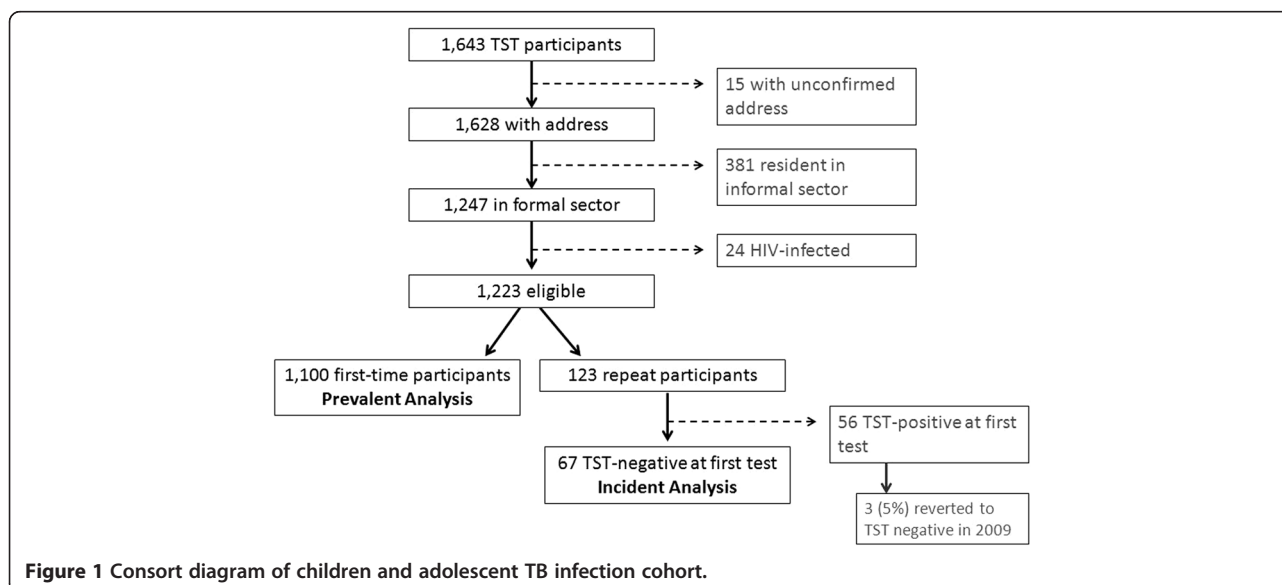 1,643 TST participants
15 with unconfirmed
address
1,628 with address
381 resident in
informal sector
1,247 in formal sector
24 HIV-infected
1,223 eligible
1,100 first-time participants
Prevalent Analysis
123 repeat participants
56 TST-positive at first
test
67 TST-negative at first test
Incident Analysis
3 (5%) reverted to
TST negative in 2009
Figure 1 Consort diagram of children and adolescent TB infection cohort.